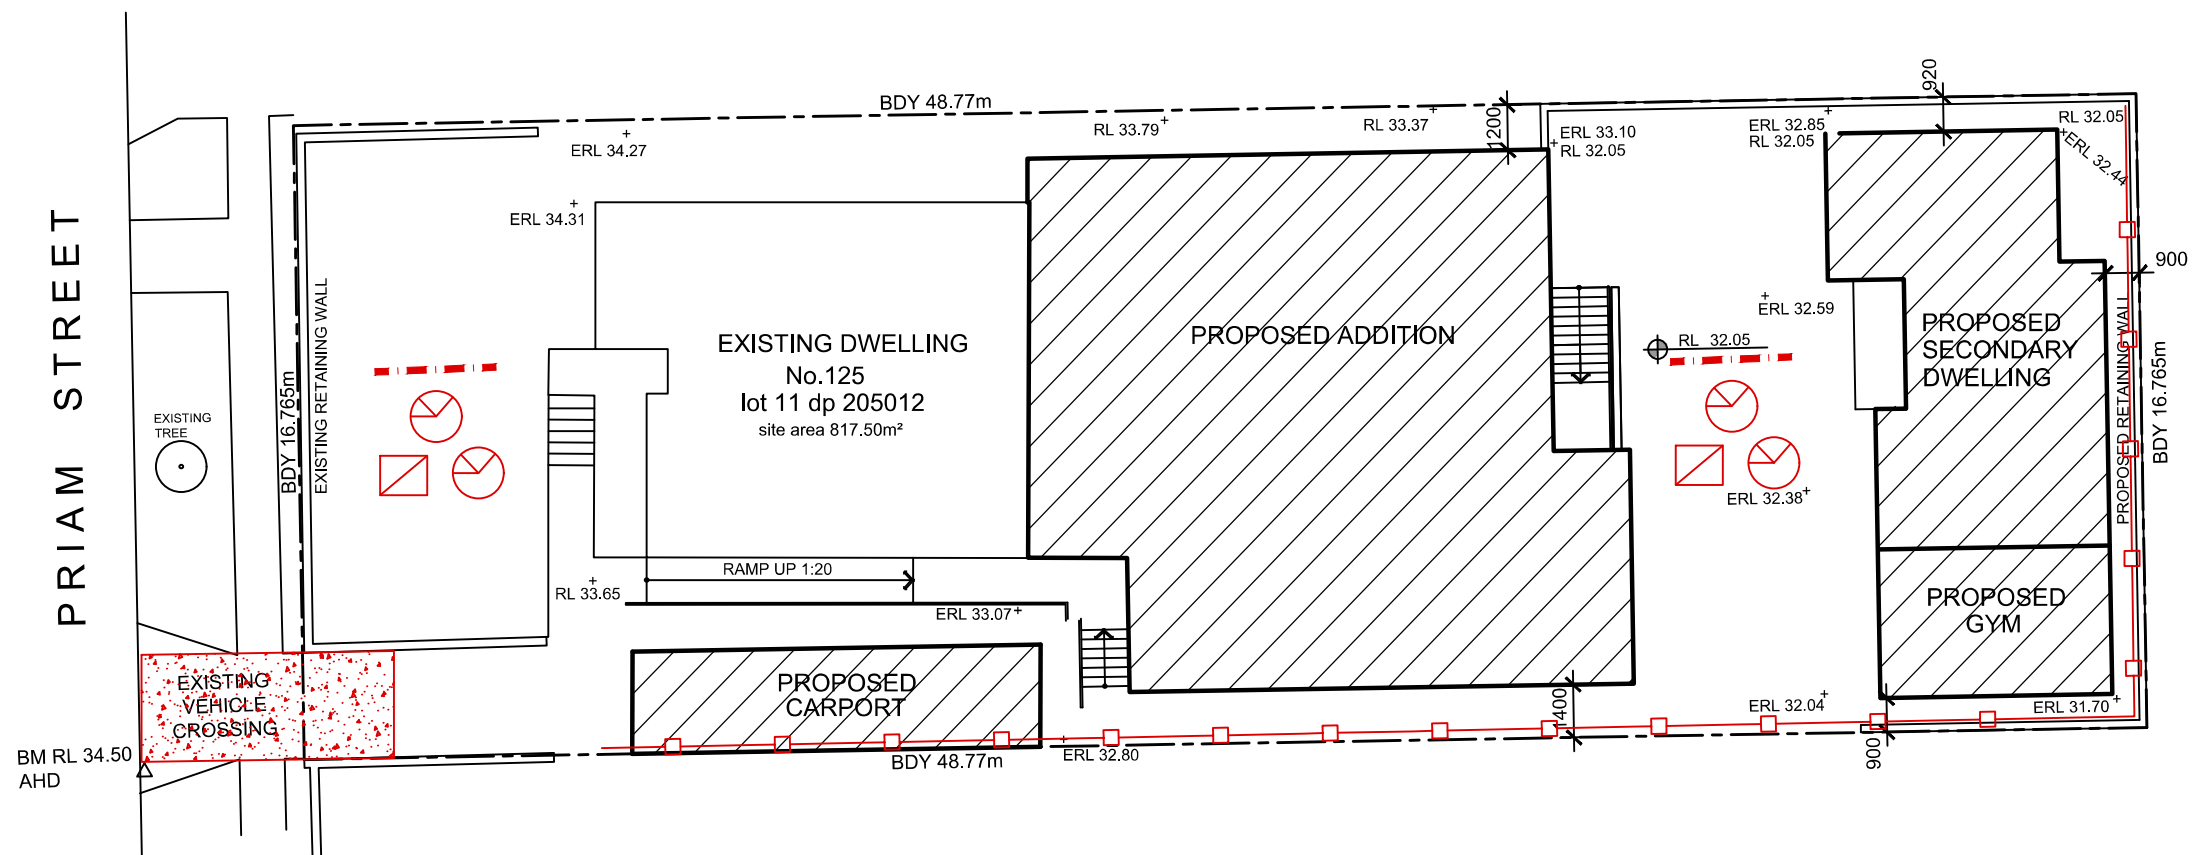 PRIAM STREET
BDY 48.77m
920
1200
RL 33.79
RL 33.37
ERL 34.27
ERL 33.10
RL 32.05
ERL 32.85
RL 32.05
RL 32.05
ERL 32.44
ERL 34.31
900
EXISTING RETAINING WALL
BDY 16.765m
EXISTING DWELLING
No.125
lot 11 dp 205012
site area 817.50m²
PROPOSED ADDITION
ERL 32.59
RL 32.05
PROPOSED
SECONDARY
DWELLING
PROPOSED RETAINING WALL
BDY 16.765m
EXISTING
TREE
ERL 32.38
RAMP UP 1:20
RL 33.65
ERL 33.07
PROPOSED
GYM
EXISTING
VEHICLE
CROSSING
PROPOSED
CARPORT
1400
ERL 32.04
ERL 31.70
BM RL 34.50
AHD
BDY 48.77m
ERL 32.80
900